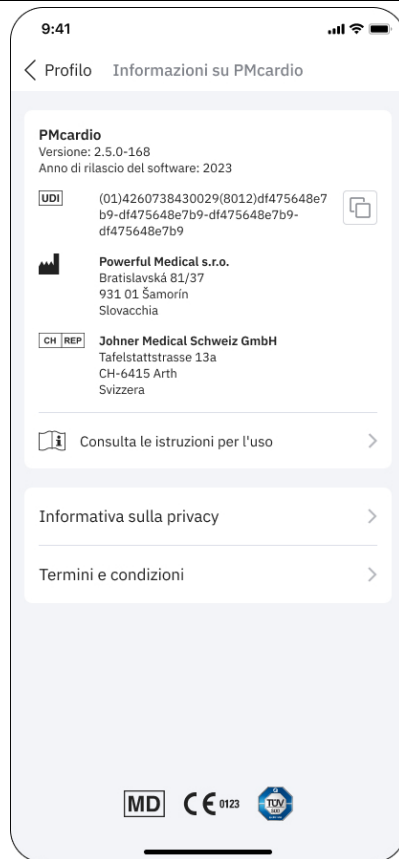 9:41
Profilo Informazioni su PMcardio
PMcardio
Versione: 2.5.0-168
Anno di rilascio del software: 2023
UDI
(01)4260738430029(8012)df475648e7
b9-df475648e7b9-df475648e7b9-
df475648e7b9
Powerful Medical s.r.o.
Bratislavská 81/37
931 01 Šamorín
Slovacchia
CH REP
Johner Medical Schweiz GmbH
Tafelstattstrasse 13a
CH-6415 Arth
Svizzera
Consulta le istruzioni per l'uso
Informativa sulla privacy
Termini e condizioni
MD CE 0123 TÜV
SÜD